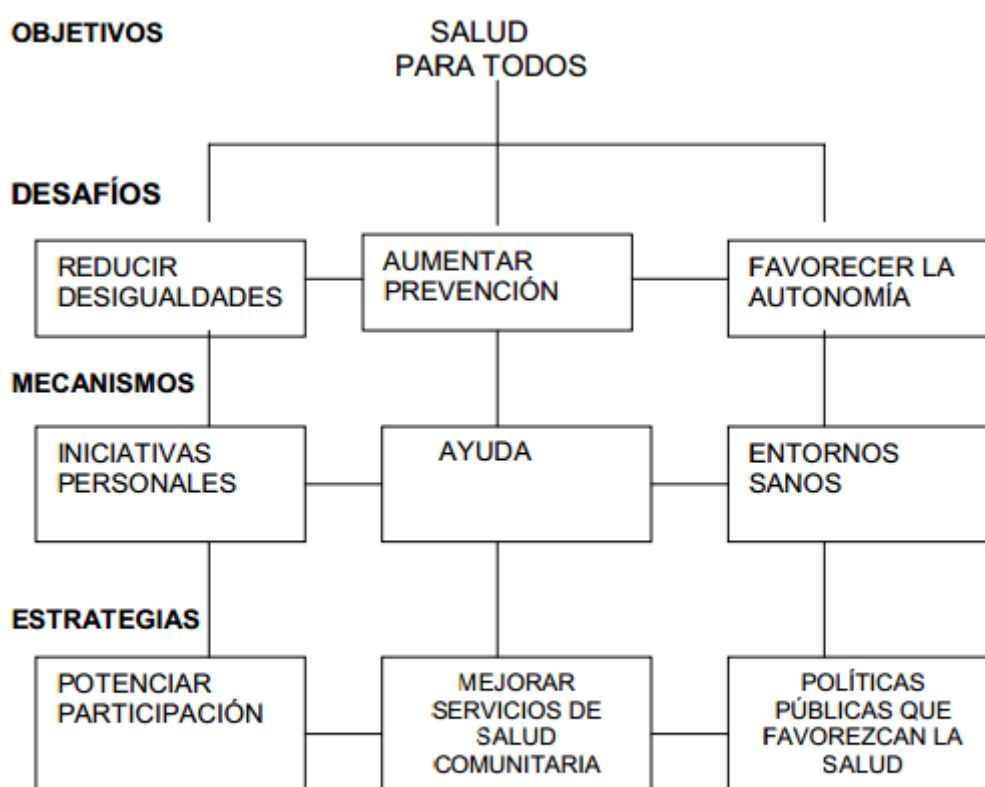 OBJETIVOS
SALUD
PARA TODOS
DESAFÍOS
REDUCIR
DESIGUALDADES
AUMENTAR
PREVENCIÓN
FAVORECER LA
AUTONOMÍA
MECANISMOS
INICIATIVAS
PERSONALES
AYUDA
ENTORNOS
SANOS
ESTRATEGIAS
POTENCIAR
PARTICIPACIÓN
MEJORAR
SERVICIOS DE
SALUD
COMUNITARIA
POLÍTICAS
PÚBLICAS QUE
FAVOREZCAN LA
SALUD